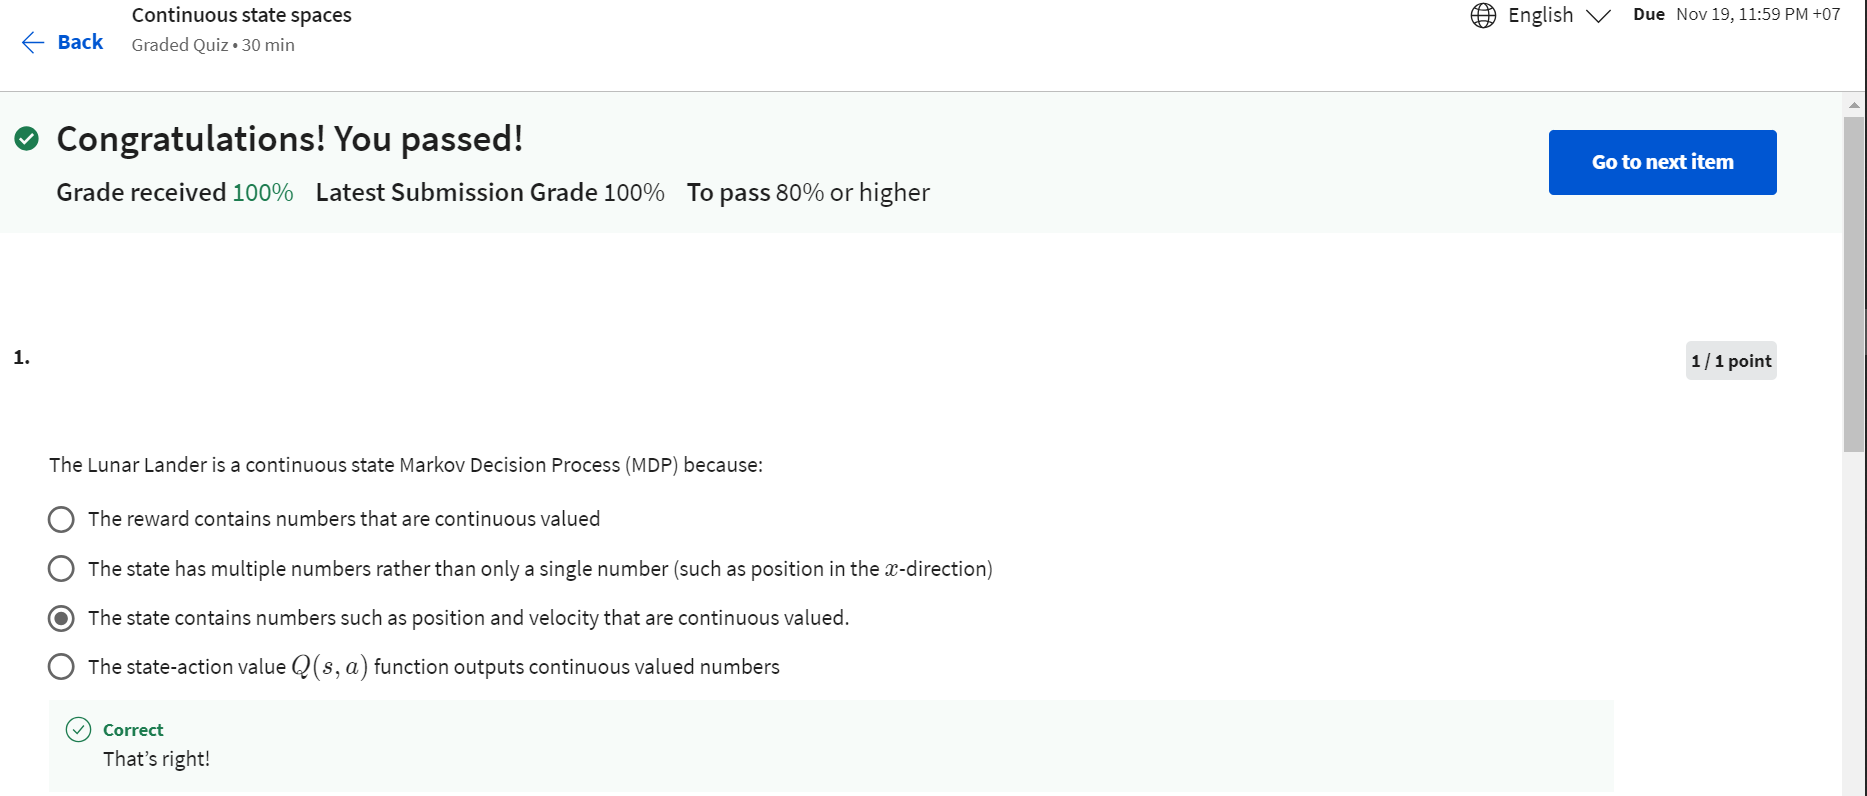 Continuous state spaces
Back
Graded Quiz • 30 min
English
Due Nov 19, 11:59 PM +07
Congratulations! You passed!
Grade received 100% Latest Submission Grade 100% To pass 80% or higher
Go to next item
1.
1 / 1 point
The Lunar Lander is a continuous state Markov Decision Process (MDP) because:
The reward contains numbers that are continuous valued
The state has multiple numbers rather than only a single number (such as position in the x-direction)
The state contains numbers such as position and velocity that are continuous valued.
The state-action value Q(s, a) function outputs continuous valued numbers
Correct
That’s right!